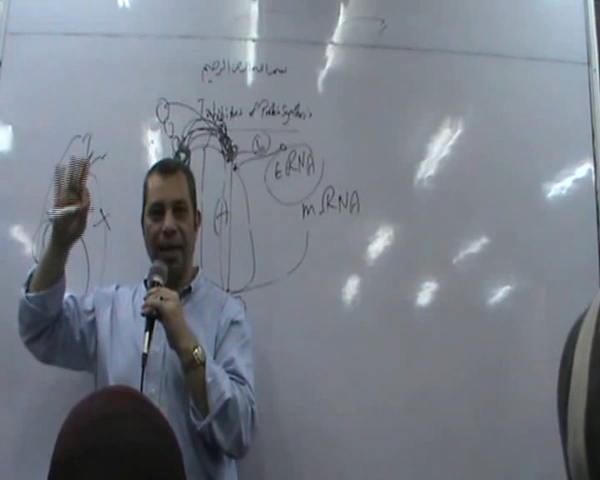 بسم الله الرحمن الرحيم
Inhibitors of Protein Synthesis
tRNA
mRNA